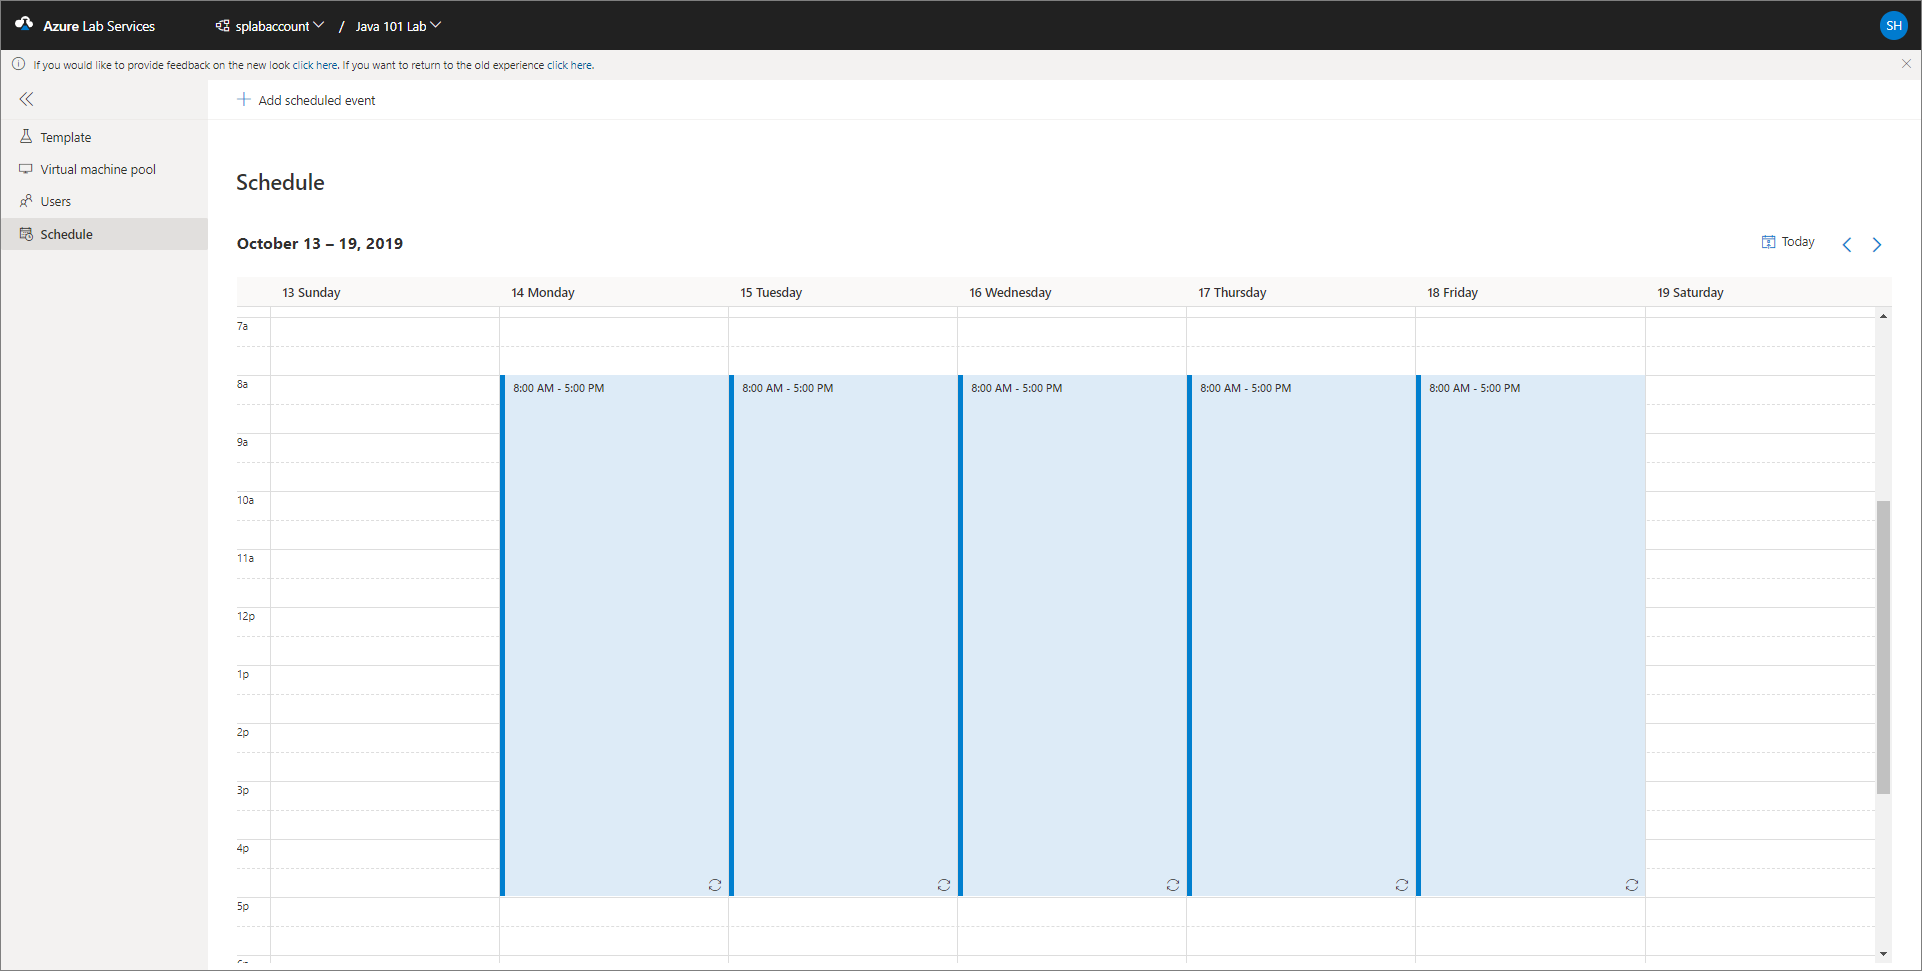 Azure Lab Services splabaccount / Java 101 Lab SH
If you would like to provide feedback on the new look click here. If you want to return to the old experience click here.
Add scheduled event
Template
Virtual machine pool
Users
Schedule
Schedule
October 13 – 19, 2019 Today
13 Sunday 14 Monday 15 Tuesday 16 Wednesday 17 Thursday 18 Friday 19 Saturday
7a
8a 8:00 AM - 5:00 PM 8:00 AM - 5:00 PM 8:00 AM - 5:00 PM 8:00 AM - 5:00 PM 8:00 AM - 5:00 PM
9a
10a
11a
12p
1p
2p
3p
4p
5p